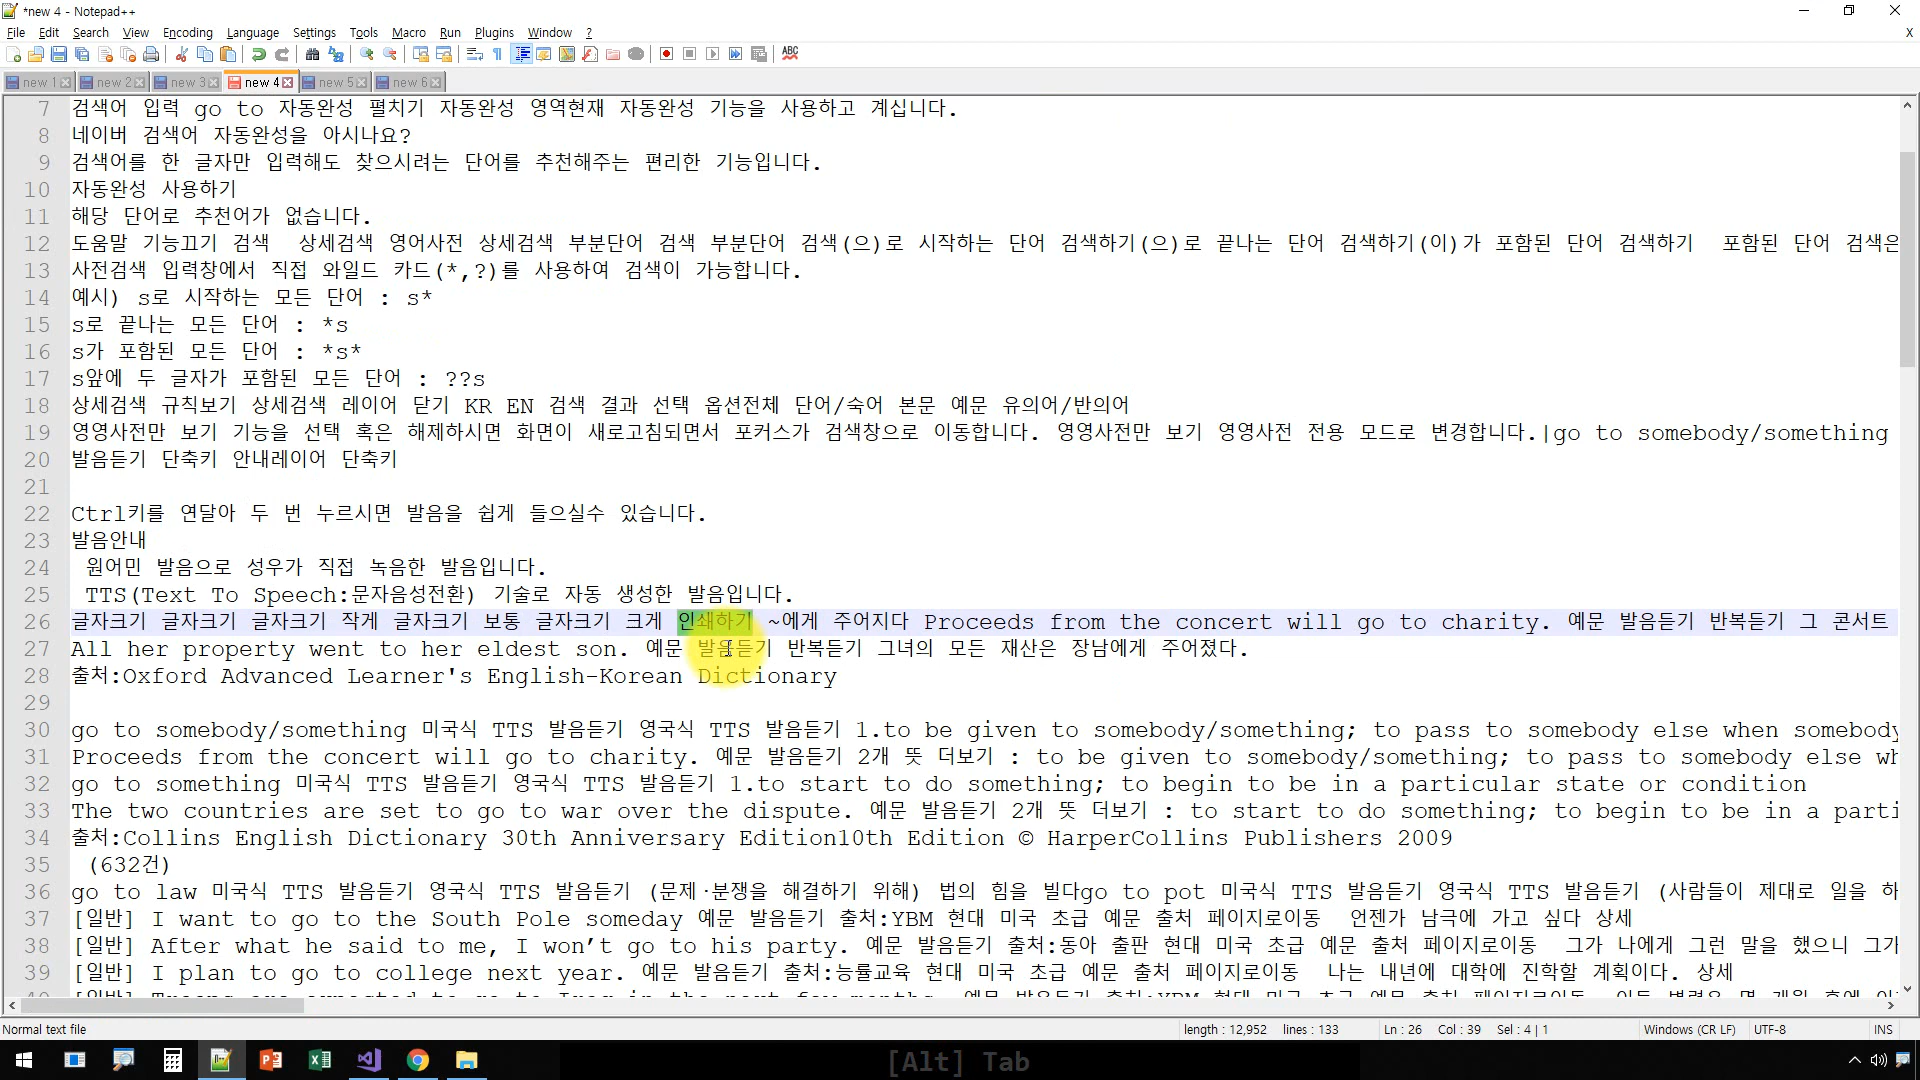 *new 4 - Notepad++
File Edit Search View Encoding Language Settings Tools Macro Run Plugins Window ? X
new 1 new 2 new 3 new 4 new 5 new 6
7 검색어 입력 go to 자동완성 펼치기 자동완성 영역현재 자동완성 기능을 사용하고 계십니다.
8 네이버 검색어 자동완성을 아시나요?
9 검색어를 한 글자만 입력해도 찾으시려는 단어를 추천해주는 편리한 기능입니다.
10 자동완성 사용하기
11 해당 단어로 추천어가 없습니다.
12 도움말 기능끄기 검색 상세검색 영어사전 상세검색 부분단어 검색 부분단어 검색(으)로 시작하는 단어 검색하기(으)로 끝나는 단어 검색하기(이)가 포함된 단어 검색하기 포함된 단어 검색은
13 사전검색 입력창에서 직접 와일드 카드(*,?)를 사용하여 검색이 가능합니다.
14 예시) s로 시작하는 모든 단어 : s*
15 s로 끝나는 모든 단어 : *s
16 s가 포함된 모든 단어 : *s*
17 s앞에 두 글자가 포함된 모든 단어 : ??s
18 상세검색 규칙보기 상세검색 레이어 닫기 KR EN 검색 결과 선택 옵션전체 단어/숙어 본문 예문 유의어/반의어
19 영영사전만 보기 기능을 선택 혹은 해제하시면 화면이 새로고침되면서 포커스가 검색창으로 이동합니다. 영영사전만 보기 영영사전 전용 모드로 변경합니다.|go to somebody/something
20 발음듣기 단축키 안내레이어 단축키
21
22 Ctrl키를 연달아 두 번 누르시면 발음을 쉽게 들으실수 있습니다.
23 발음안내
24 원어민 발음으로 성우가 직접 녹음한 발음입니다.
25 TTS(Text To Speech:문자음성전환) 기술로 자동 생성한 발음입니다.
26 글자크기 글자크기 글자크기 작게 글자크기 보통 글자크기 크게 인쇄하기 ~에게 주어지다 Proceeds from the concert will go to charity. 예문 발음듣기 반복듣기 그 콘서트
27 All her property went to her eldest son. 예문 발음듣기 반복듣기 그녀의 모든 재산은 장남에게 주어졌다.
28 출처:Oxford Advanced Learner's English-Korean Dictionary
29
30 go to somebody/something 미국식 TTS 발음듣기 영국식 TTS 발음듣기 1.to be given to somebody/something; to pass to somebody else when somebody
31 Proceeds from the concert will go to charity. 예문 발음듣기 2개 뜻 더보기 : to be given to somebody/something; to pass to somebody else wh
32 go to something 미국식 TTS 발음듣기 영국식 TTS 발음듣기 1.to start to do something; to begin to be in a particular state or condition
33 The two countries are set to go to war over the dispute. 예문 발음듣기 2개 뜻 더보기 : to start to do something; to begin to be in a parti
34 출처:Collins English Dictionary 30th Anniversary Edition10th Edition © HarperCollins Publishers 2009
35 (632건)
36 go to law 미국식 TTS 발음듣기 영국식 TTS 발음듣기 (문제·분쟁을 해결하기 위해) 법의 힘을 빌다go to pot 미국식 TTS 발음듣기 영국식 TTS 발음듣기 (사람들이 제대로 일을 하
37 [일반] I want to go to the South Pole someday 예문 발음듣기 출처:YBM 현대 미국 초급 예문 출처 페이지로이동 언젠가 남극에 가고 싶다 상세
38 [일반] After what he said to me, I won’t go to his party. 예문 발음듣기 출처:동아 출판 현대 미국 초급 예문 출처 페이지로이동 그가 나에게 그런 말을 했으니 그가
39 [일반] I plan to go to college next year. 예문 발음듣기 출처:능률교육 현대 미국 초급 예문 출처 페이지로이동 나는 내년에 대학에 진학할 계획이다. 상세
Normal text file length : 12,952 lines : 133 Ln : 26 Col : 39 Sel : 4 | 1 Windows (CR LF) UTF-8 INS
[Alt] Tab